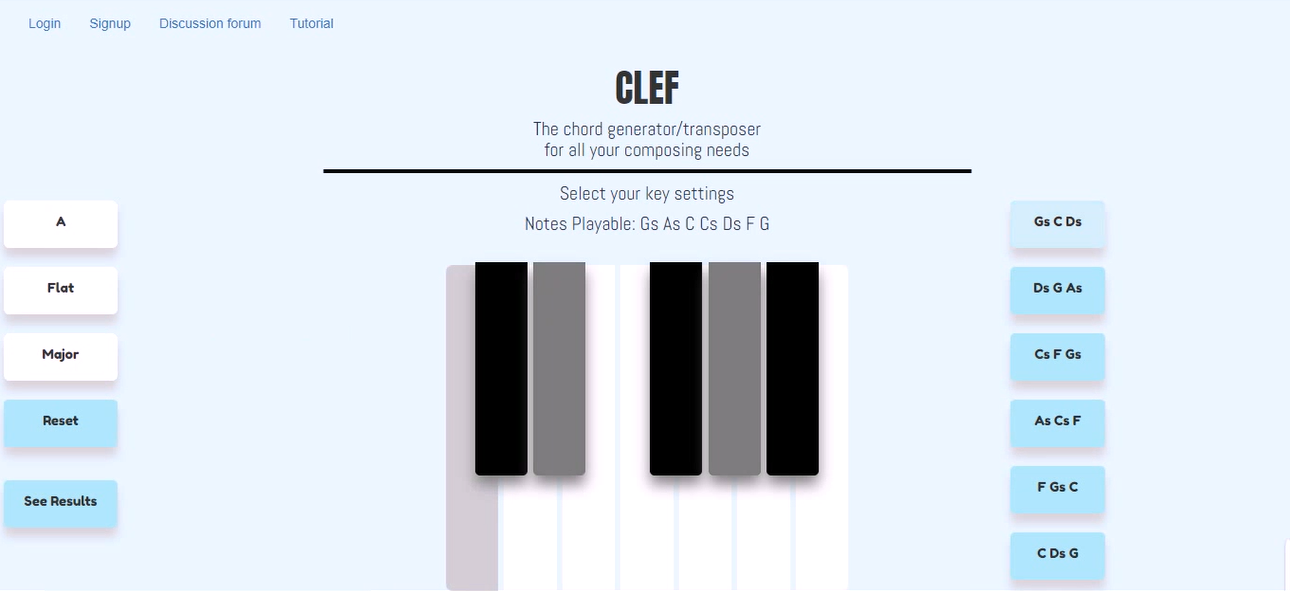 Login Signup Discussion forum Tutorial
CLEF
The chord generator/transposer
for all your composing needs
Select your key settings
Notes Playable: Gs As C Cs Ds F G
A
Flat
Major
Reset
See Results
Gs C Ds
Ds G As
Cs F Gs
As Cs F
F Gs C
C Ds G